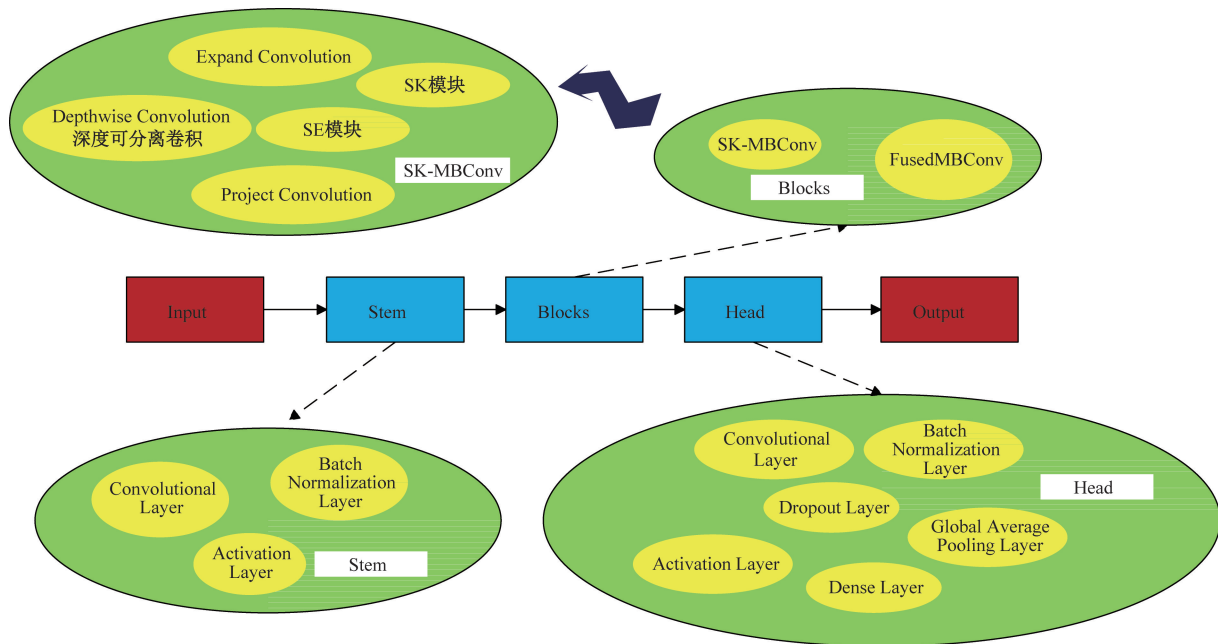 Expand Convolution
SK模块
Depthwise Convolution
深度可分离卷积
SE模块
SK-MBConv
Project Convolution
SK-MBConv
FusedMBConv
Blocks
Input
Stem
Blocks
Head
Output
Convolutional
Layer
Batch
Normalization
Layer
Activation
Layer
Stem
Convolutional
Layer
Batch
Normalization
Layer
Head
Dropout Layer
Global Average
Pooling Layer
Activation Layer
Dense Layer